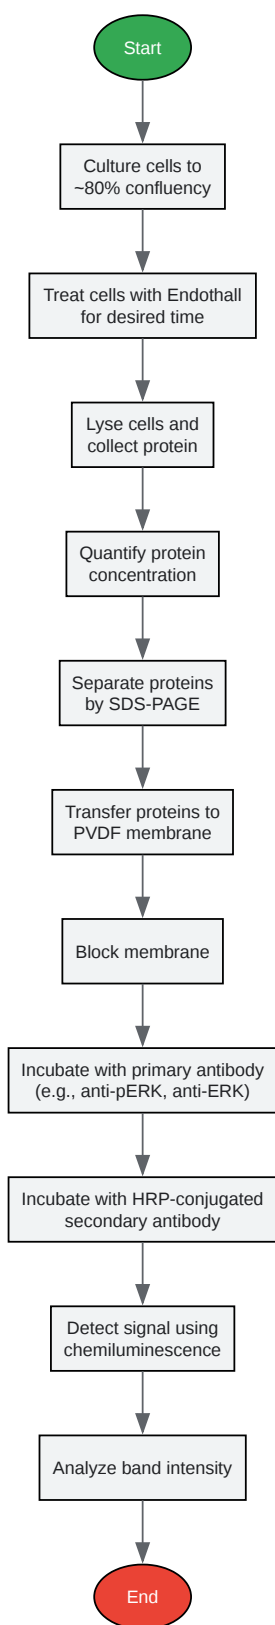 Start
Culture cells to
~80% confluency
Treat cells with Endothall
for desired time
Lyse cells and
collect protein
Quantify protein
concentration
Separate proteins
by SDS-PAGE
Transfer proteins to
PVDF membrane
Block membrane
Incubate with primary antibody
(e.g., anti-pERK, anti-ERK)
Incubate with HRP-conjugated
secondary antibody
Detect signal using
chemiluminescence
Analyze band intensity
End